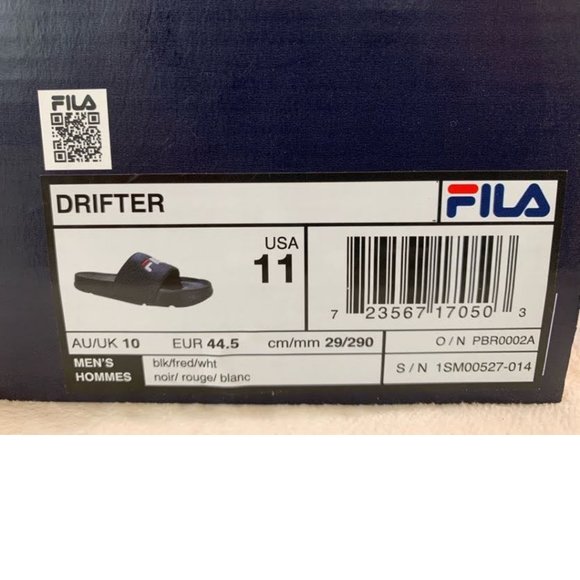 FILA
DRIFTER
FILA
FILA
USA
11
7 23567 17050 3
AU/UK 10 EUR 44.5 cm/mm 29/290
O / N PBR0002A
MEN'S
HOMMES
blk/fred/wht
noir/ rouge/ blanc
S / N 1SM00527-014